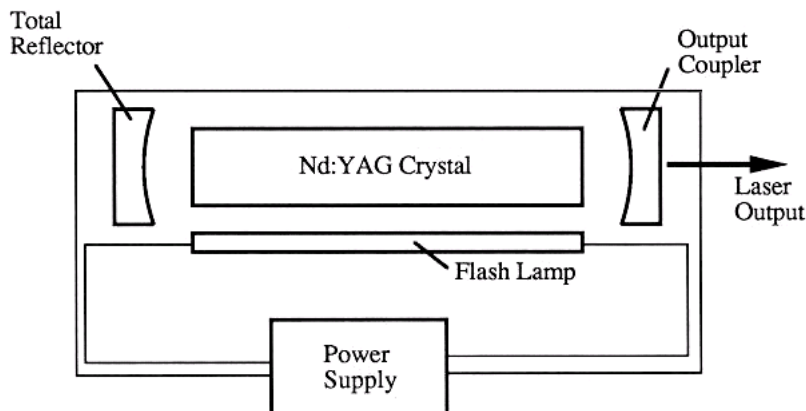 Total
Reflector
Output
Coupler
Nd:YAG Crystal
Laser
Output
Flash Lamp
Power
Supply